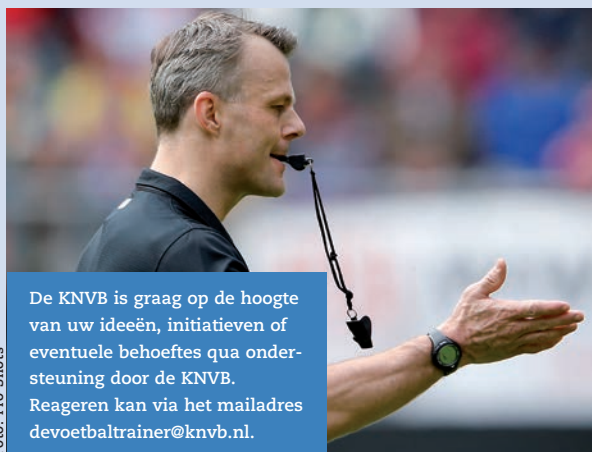 De KNVB is graag op de hoogte
van uw ideeën, initiatieven of
eventuele behoeftes qua onder-
steuning door de KNVB.
Reageren kan via het mailadres
devoetbaltrainer@knvb.nl.